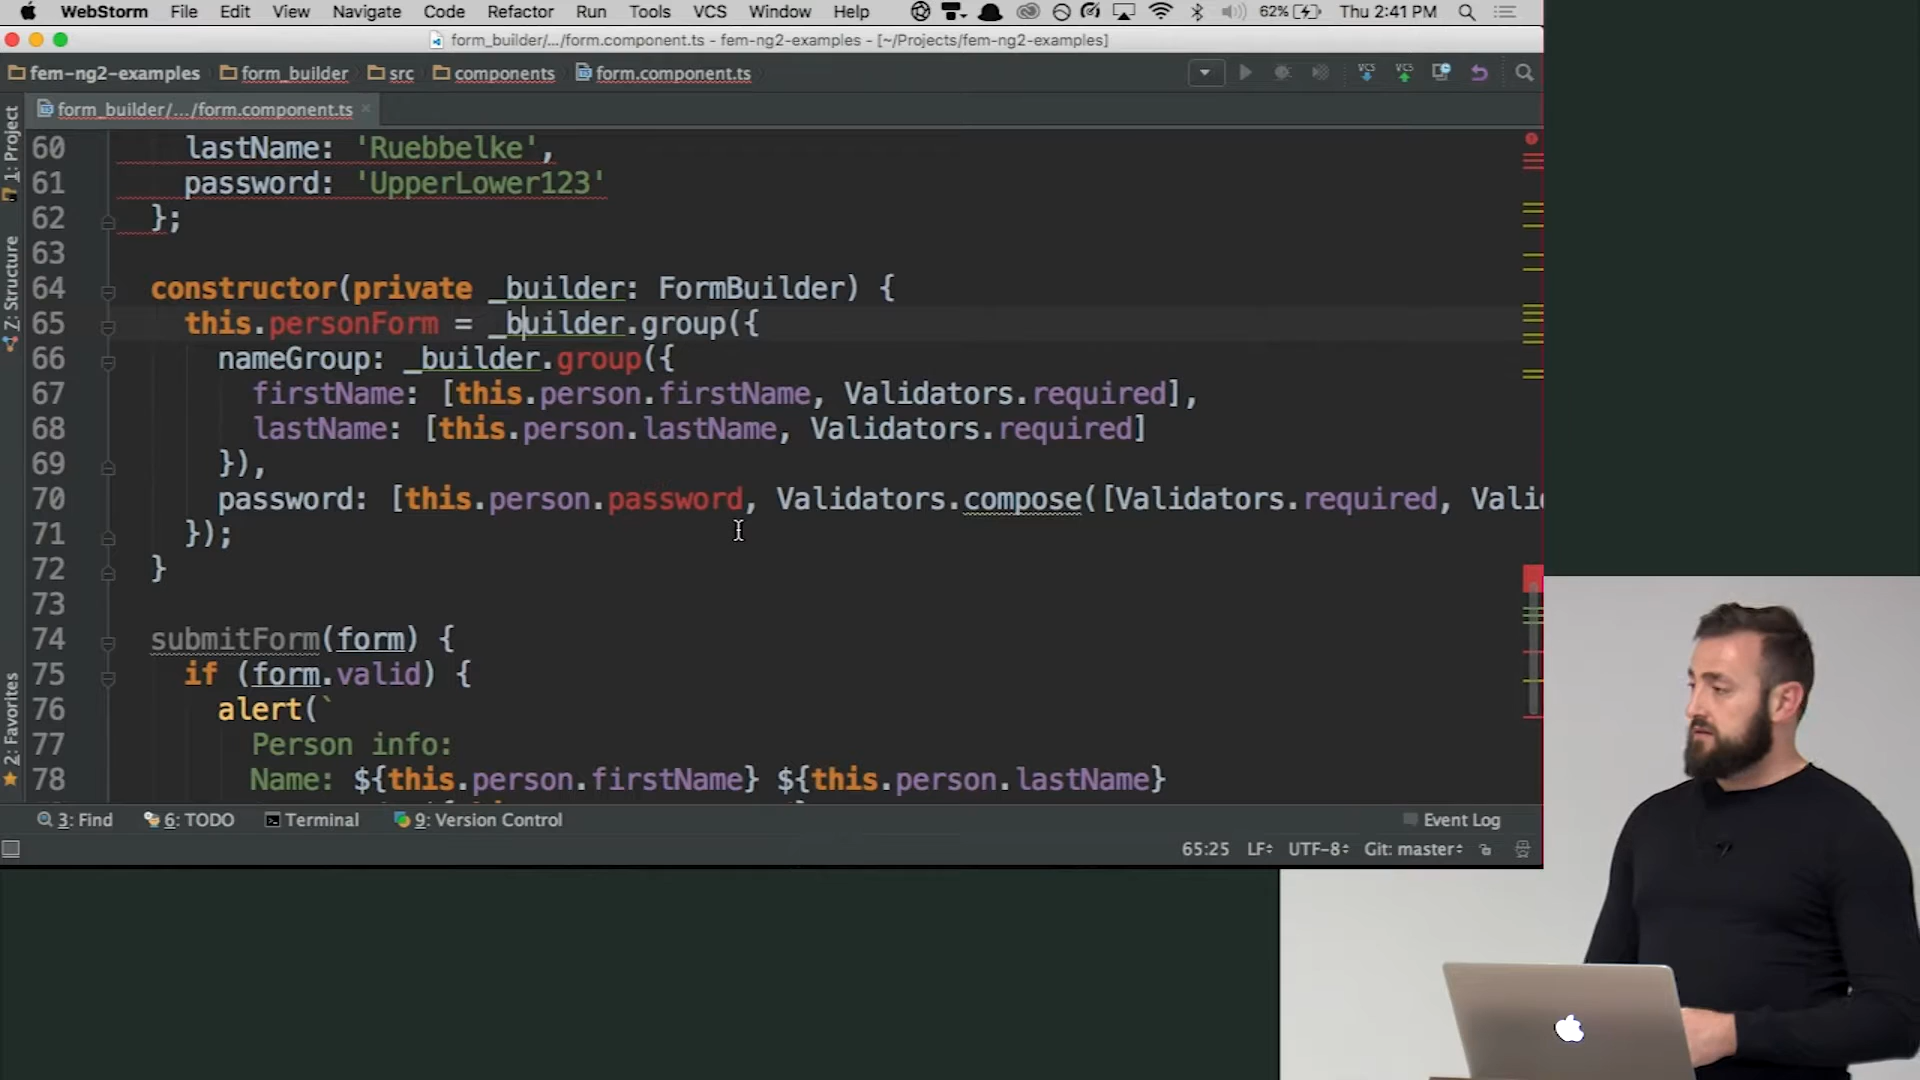 WebStorm File Edit View Navigate Code Refactor Run Tools VCS Window Help 62% Thu 2:41 PM
form_builder/.../form.component.ts - fem-ng2-examples - [~/Projects/fem-ng2-examples]
fem-ng2-examples form_builder src components form.component.ts VCS VCS
form_builder/.../form.component.ts
1: Project
Z: Structure
2: Favorites
60 lastName: 'Ruebbelke',
61 password: 'UpperLower123'
62 };
63
64 constructor(private _builder: FormBuilder) {
65 this.personForm = _builder.group({
66 nameGroup: _builder.group({
67 firstName: [this.person.firstName, Validators.required],
68 lastName: [this.person.lastName, Validators.required]
69 }),
70 password: [this.person.password, Validators.compose([Validators.required, Vali
71 });
72 }
73
74 submitForm(form) {
75 if (form.valid) {
76 alert(`
77 Person info:
78 Name: ${this.person.firstName} ${this.person.lastName}
3: Find 6: TODO Terminal 9: Version Control Event Log
65:25 LF UTF-8 Git: master